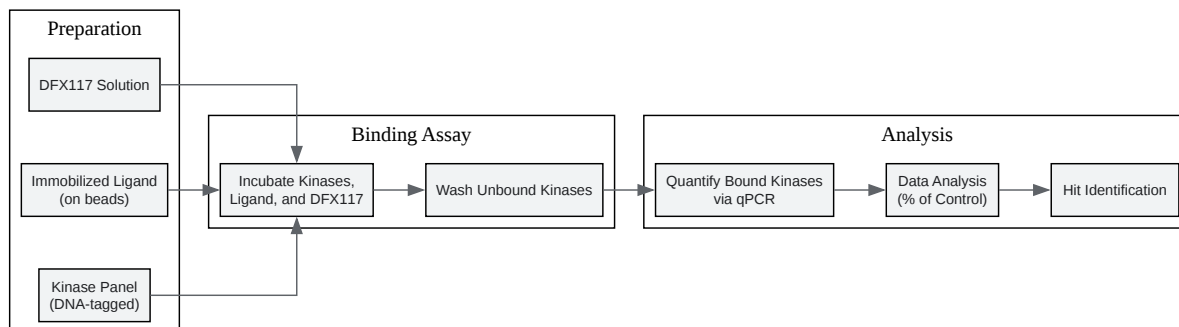 Preparation
DFX117 Solution
Immobilized Ligand
(on beads)
Kinase Panel
(DNA-tagged)
Binding Assay
Incubate Kinases,
Ligand, and DFX117
Wash Unbound Kinases
Analysis
Quantify Bound Kinases
via qPCR
Data Analysis
(% of Control)
Hit Identification